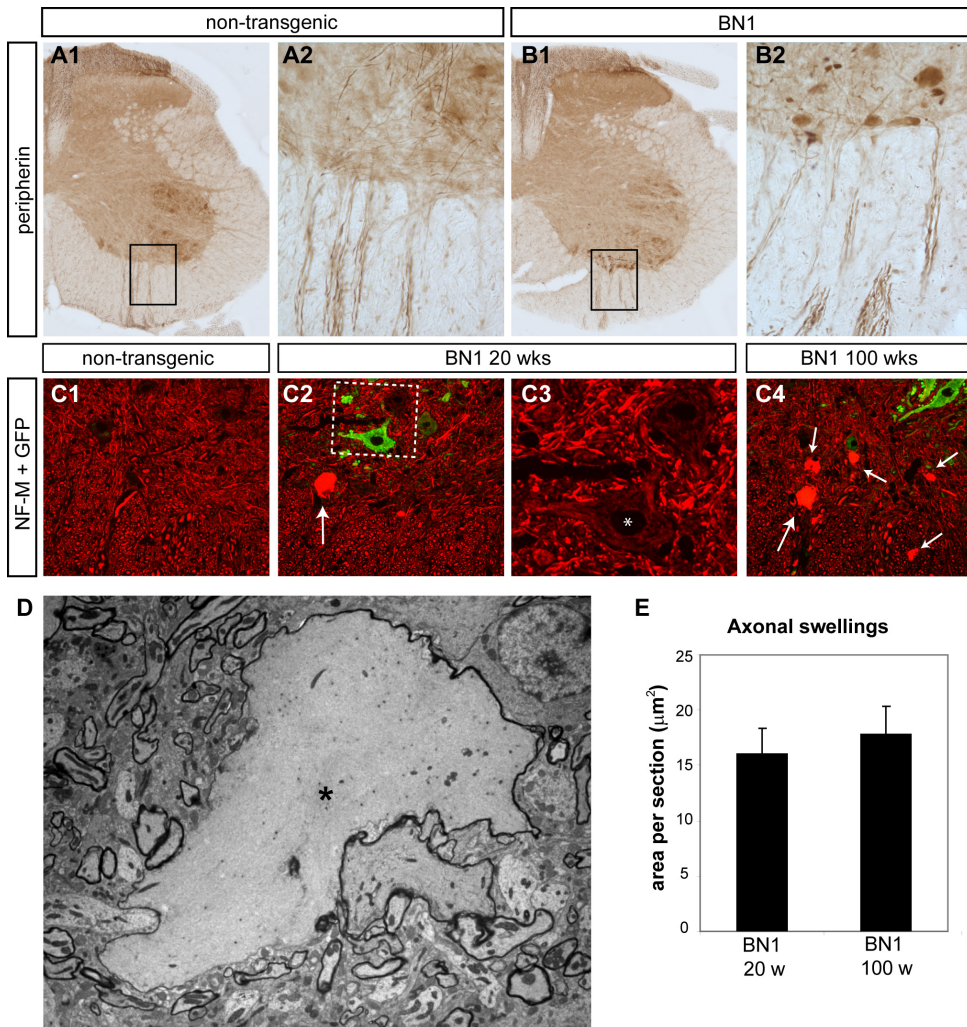 non-transgenic
BN1
peripherin
A1
A2
B1
B2
non-transgenic
BN1 20 wks
BN1 100 wks
NF-M + GFP
C1
C2
C3
*
C4
D
*
E
Axonal swellings
area per section (μm²)
25
20
15
10
5
0
BN1
20 w
BN1
100 w